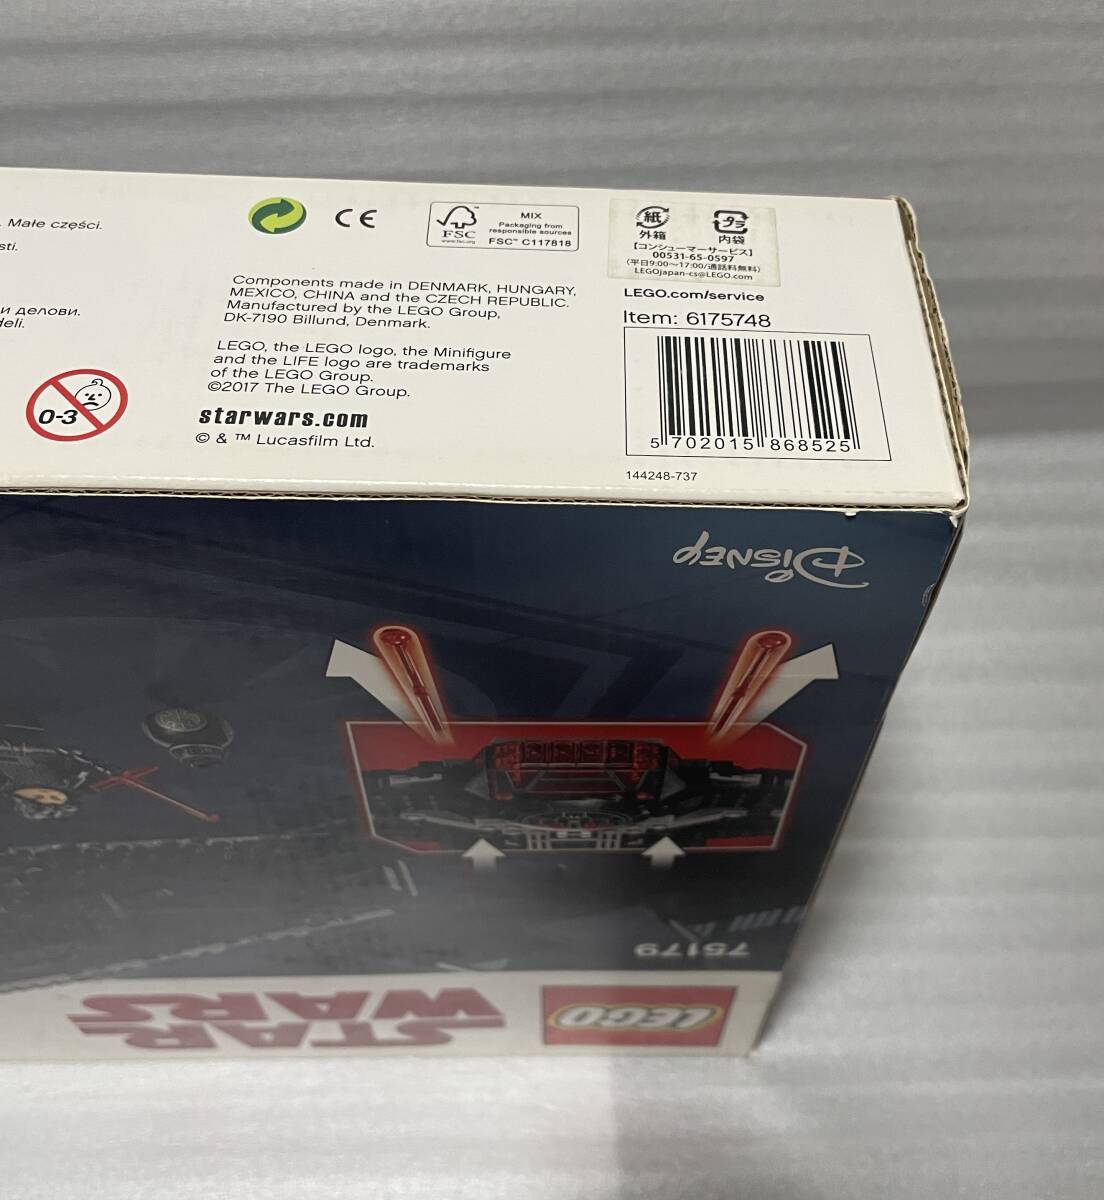 . Małe części.
sti.
и делови.
deli.
0-3
CE
FSC™
www.fsc.org
MIX
Packaging from
responsible sources
FSC™ C117818
Components made in DENMARK, HUNGARY,
MEXICO, CHINA and the CZECH REPUBLIC.
Manufactured by the LEGO Group,
DK-7190 Billund, Denmark.
LEGO, the LEGO logo, the Minifigure
and the LIFE logo are trademarks
of the LEGO Group.
©2017 The LEGO Group.
starwars.com
© & ™ Lucasfilm Ltd.
紙 プラ
外箱 内袋
【コンシューマーサービス】
00531-65-0597
(平日9:00～17:00/通話料無料)
LEGOjapan-cs@LEGO.com
LEGO.com/service
Item: 6175748
5 702015 868525
144248-737
Disney
75179
LEGO
STAR
WARS